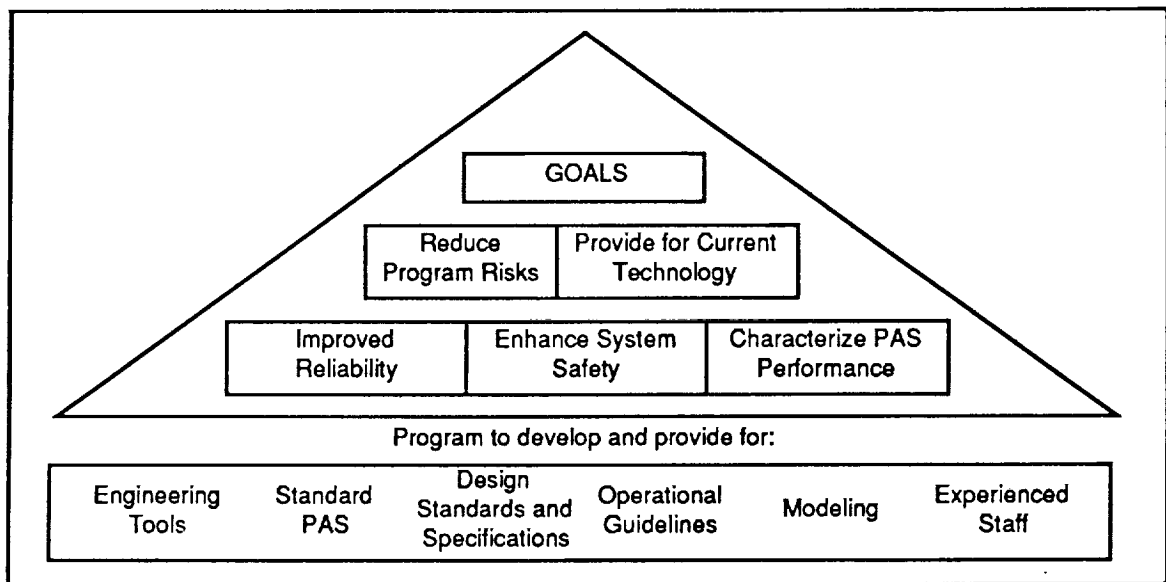 GOALS
Reduce
Program Risks
Provide for Current
Technology
Improved
Reliability
Enhance System
Safety
Characterize PAS
Performance
Program to develop and provide for:
Engineering
Tools
Standard
PAS
Design
Standards and
Specifications
Operational
Guidelines
Modeling
Experienced
Staff